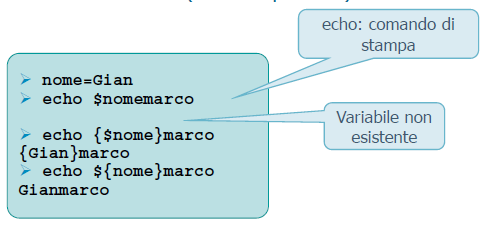 echo: comando di
stampa
➤ nome=Gian
➤ echo $nomemarco
Variabile non
esistente
➤ echo {$nome}marco
{Gian}marco
➤ echo ${nome}marco
Gianmarco